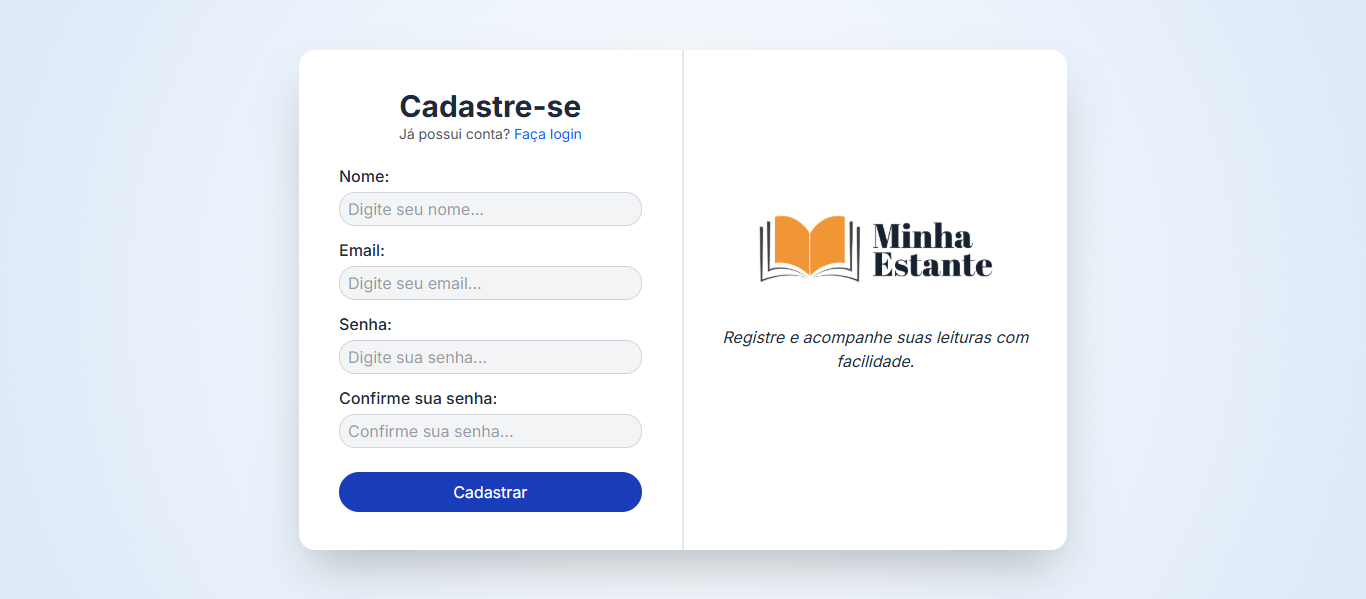 Cadastre-se
Já possui conta? Faça login
Nome:
Digite seu nome...
Email:
Digite seu email...
Senha:
Digite sua senha...
Confirme sua senha:
Confirme sua senha...
Cadastrar
Minha
Estante
Registre e acompanhe suas leituras com
facilidade.